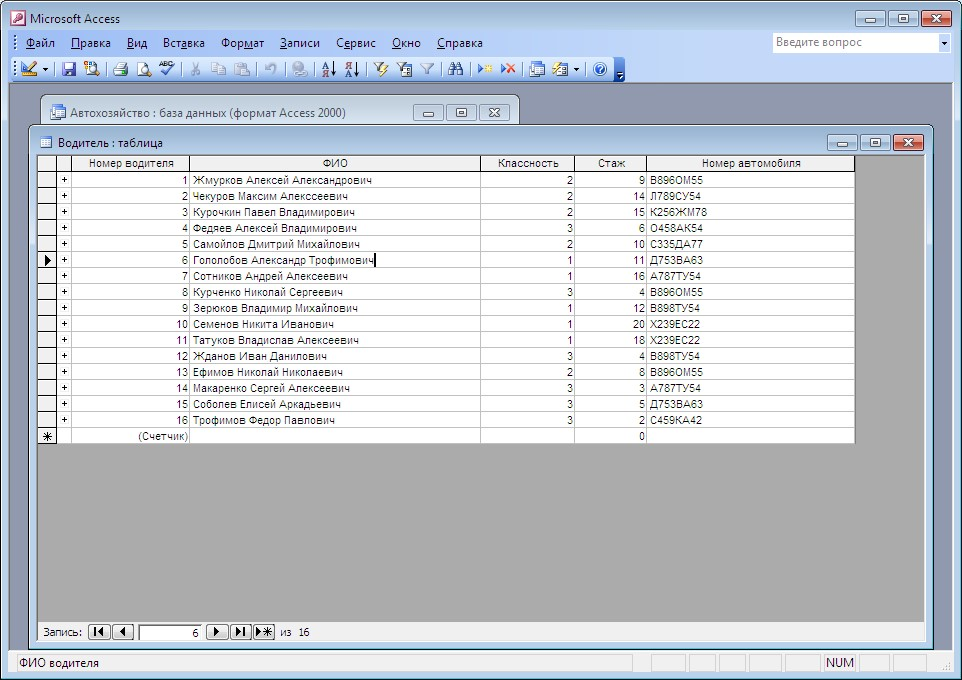 Microsoft Access
Файл Правка Вид Вставка Формат Записи Сервис Окно Справка
Введите вопрос
Автохозяйство : база данных (формат Access 2000)
Водитель : таблица
Номер водителя ФИО Классность Стаж Номер автомобиля
+ 1 Жмурков Алексей Александрович 2 9 В896ОМ55
+ 2 Чекуров Максим Алекссеевич 2 14 Л789СУ54
+ 3 Курочкин Павел Владимирович 2 15 К256ЖМ78
+ 4 Федяев Алексей Владимирович 3 6 О458АК54
+ 5 Самойлов Дмитрий Михайлович 2 10 С335ДА77
+ 6 Гололобов Александр Трофимович 1 11 Д753ВА63
+ 7 Сотников Андрей Алексеевич 1 16 А787ТУ54
+ 8 Курченко Николай Сергеевич 3 4 В896ОМ55
+ 9 Зерюков Владимир Михайлович 1 12 В898ТУ54
+ 10 Семенов Никита Иванович 1 20 Х239ЕС22
+ 11 Татуков Владислав Алексеевич 1 18 Х239ЕС22
+ 12 Жданов Иван Данилович 3 4 В898ТУ54
+ 13 Ефимов Николай Николаевич 2 8 В896ОМ55
+ 14 Макаренко Сергей Алексеевич 3 3 А787ТУ54
+ 15 Соболев Елисей Аркадьевич 3 5 Д753ВА63
+ 16 Трофимов Федор Павлович 3 2 С459КА42
(Счетчик) 0
Запись: 6 из 16
ФИО водителя NUM